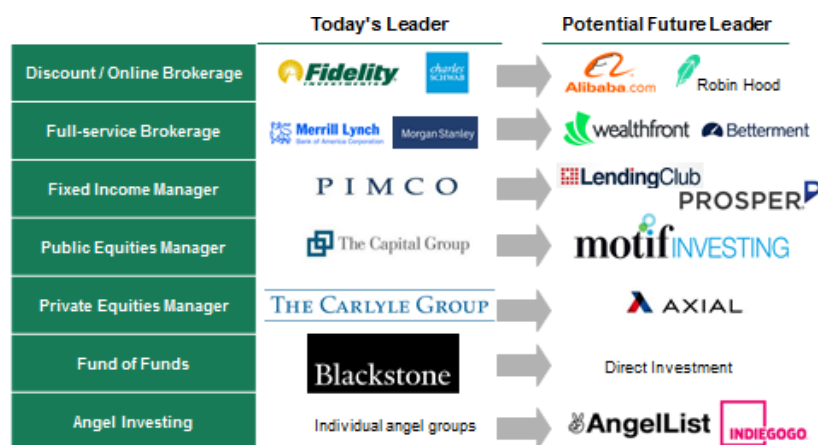 Today's Leader
Potential Future Leader
Discount / Online Brokerage
Fidelity
INVESTMENTS
charles
SCHWAB
Alibaba.com
Robin Hood
Full-service Brokerage
Merrill Lynch
Bank of America Corporation
Morgan Stanley
wealthfront
Betterment
Fixed Income Manager
PIMCO
LendingClub
PROSPER
Public Equities Manager
The Capital Group
motifINVESTING
Private Equities Manager
THE CARLYLE GROUP
AXIAL
Fund of Funds
Blackstone
Direct Investment
Angel Investing
Individual angel groups
AngelList
INDIEGOGO